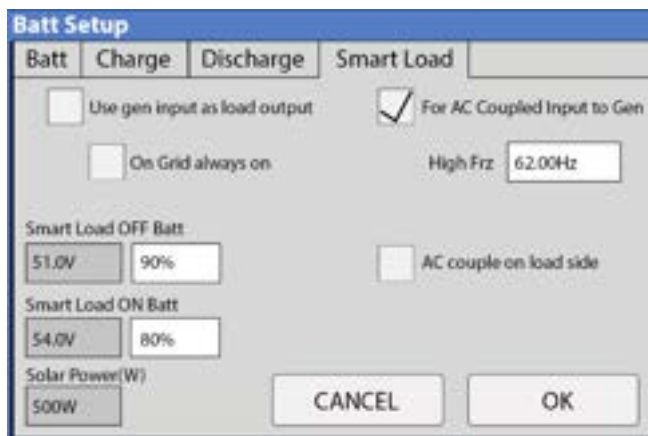 Batt Setup
Batt Charge Discharge Smart Load
Use gen input as load output
For AC Coupled Input to Gen
On Grid always on
High Frz 62.00Hz
Smart Load OFF Batt
51.0V 90%
AC couple on load side
Smart Load ON Batt
54.0V 80%
Solar Power(W)
500W
CANCEL OK